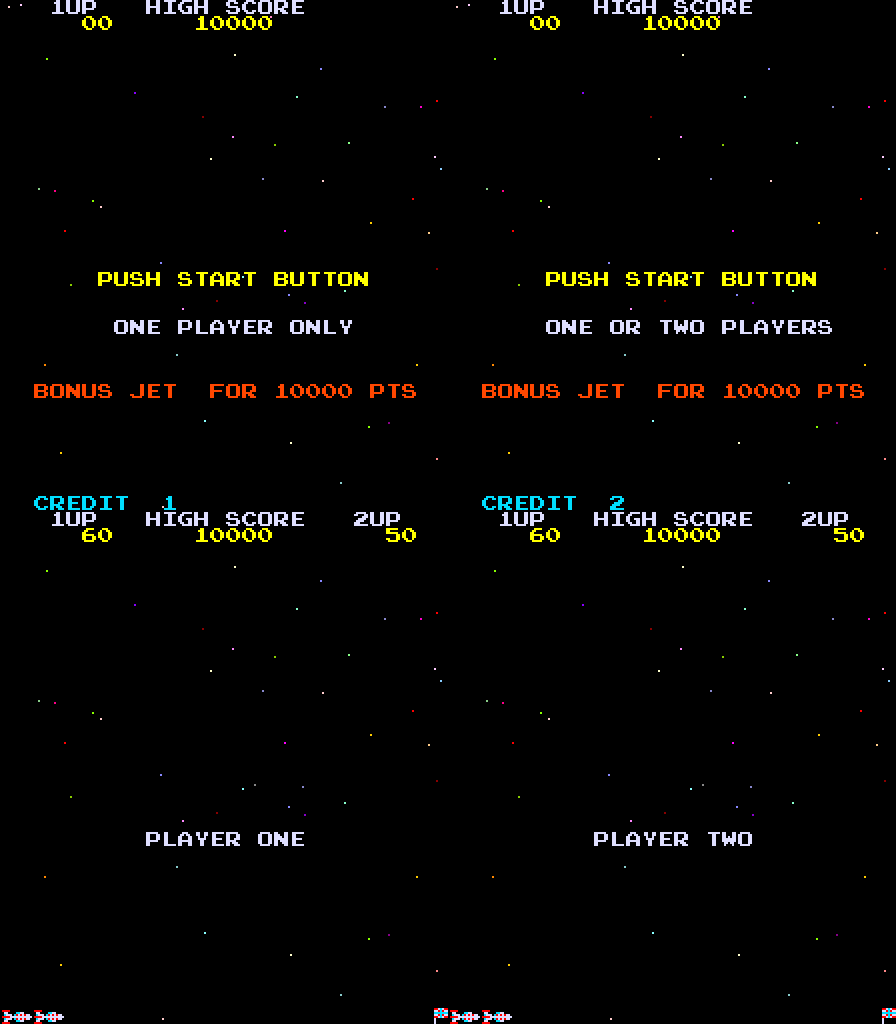 1UP HIGH SCORE
00 10000
PUSH START BUTTON
ONE PLAYER ONLY
BONUS JET FOR 10000 PTS
CREDIT 1
1UP HIGH SCORE
00 10000
PUSH START BUTTON
ONE OR TWO PLAYERS
BONUS JET FOR 10000 PTS
CREDIT 2
1UP HIGH SCORE 2UP
60 10000 50
PLAYER ONE
1UP HIGH SCORE 2UP
60 10000 50
PLAYER TWO